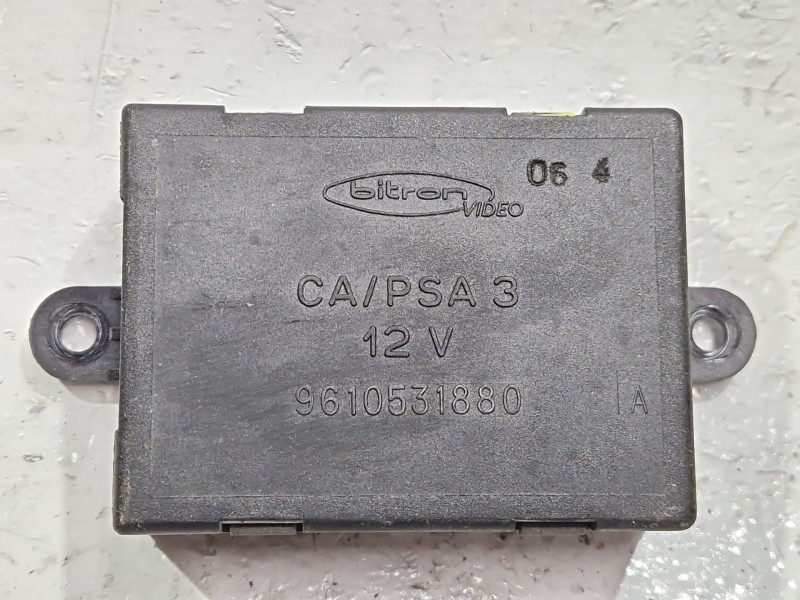 06 4
bitron
VIDEO
CA/PSA 3
12 V
9610531880
A